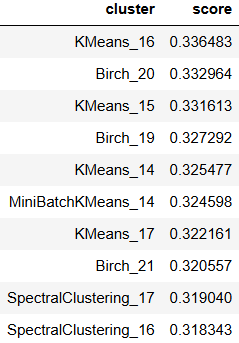 cluster score
KMeans_16 0.336483
Birch_20 0.332964
KMeans_15 0.331613
Birch_19 0.327292
KMeans_14 0.325477
MiniBatchKMeans_14 0.324598
KMeans_17 0.322161
Birch_21 0.320557
SpectralClustering_17 0.319040
SpectralClustering_16 0.318343